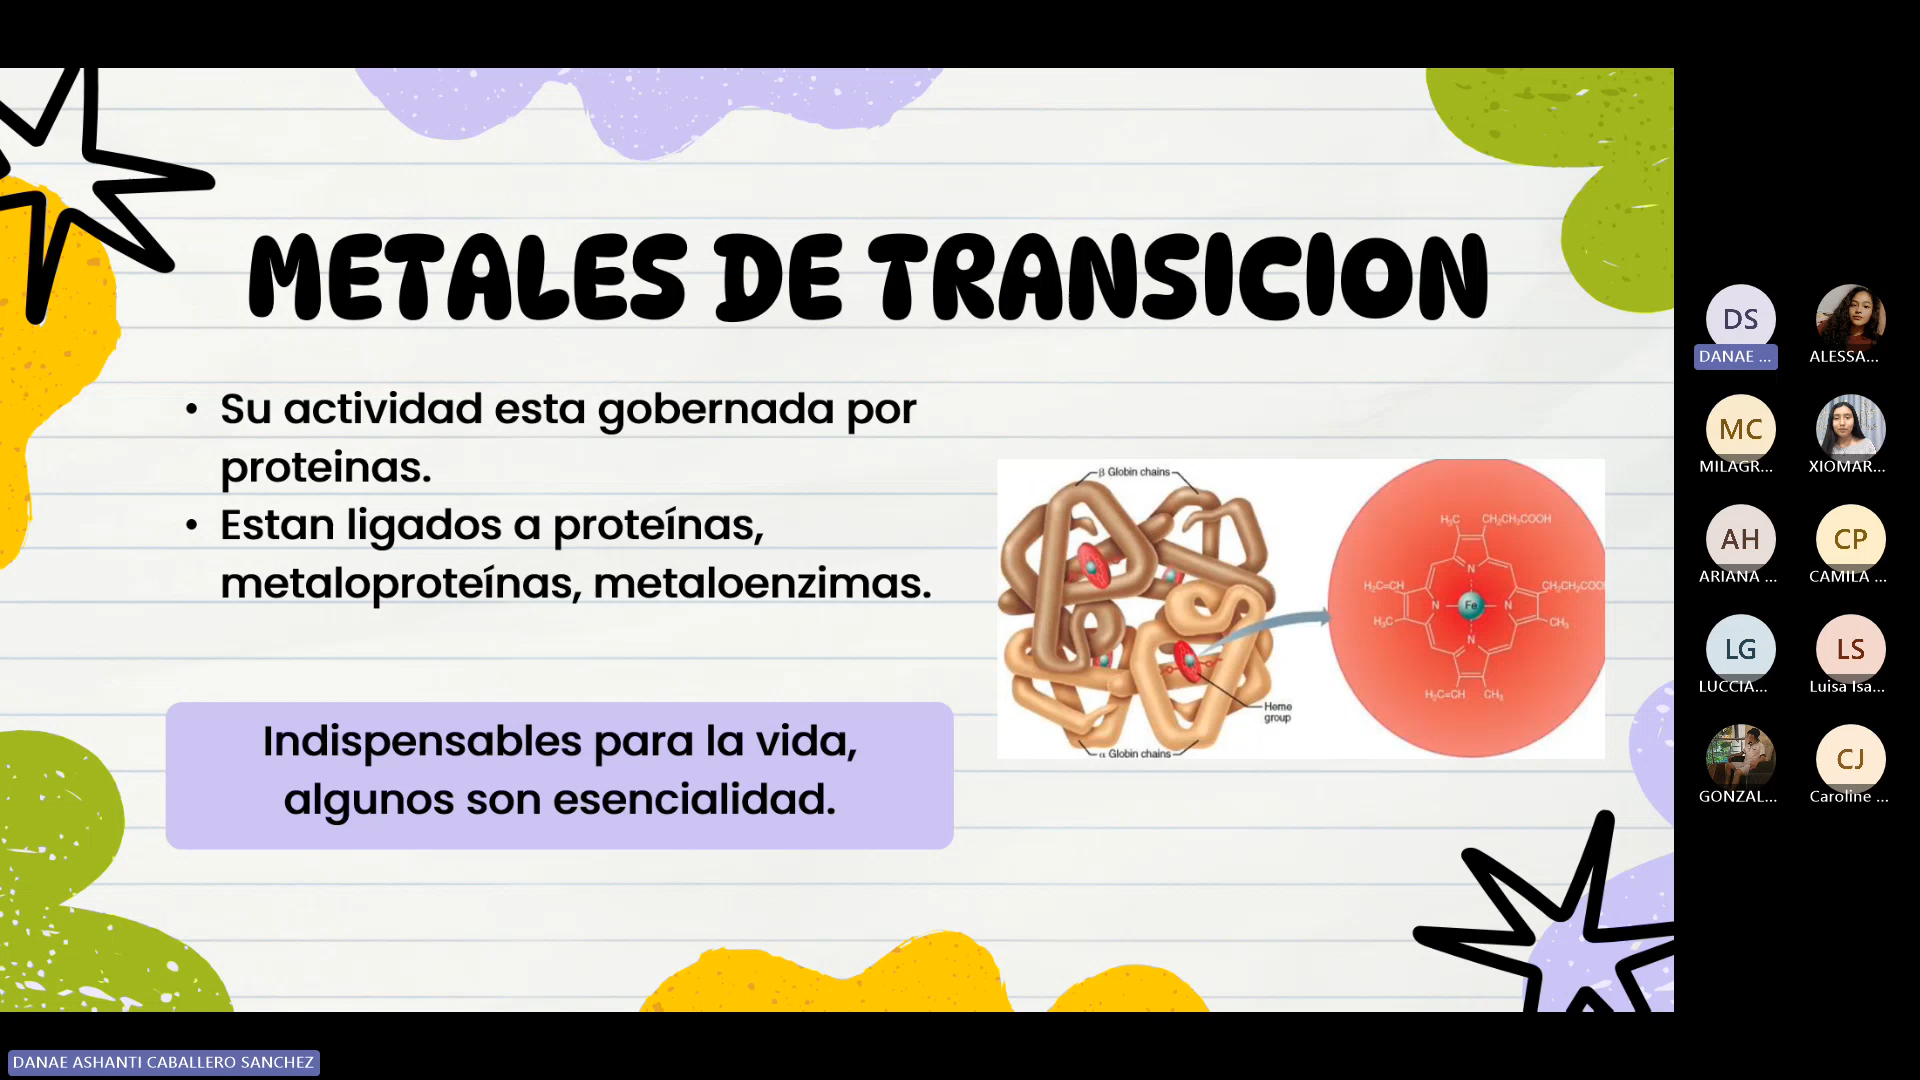 METALES DE TRANSICION
• Su actividad esta gobernada por
proteinas.
• Estan ligados a proteínas,
metaloproteínas, metaloenzimas.
Indispensables para la vida,
algunos son esencialidad.
β Globin chains
Heme
group
α Globin chains
H₃C
CH₂CH₂COOH
N
H₂C=CH
CH₂CH₂COO
N
Fe
N
H₃C
CH₃
N
H₂C=CH
CH₃
DS
DANAE ...
ALESSA...
MC
MILAGR...
XIOMAR...
AH
ARIANA ...
CP
CAMILA ...
LG
LUCCIA...
LS
Luisa Isa...
GONZAL...
CJ
Caroline ...
DANAE ASHANTI CABALLERO SANCHEZ